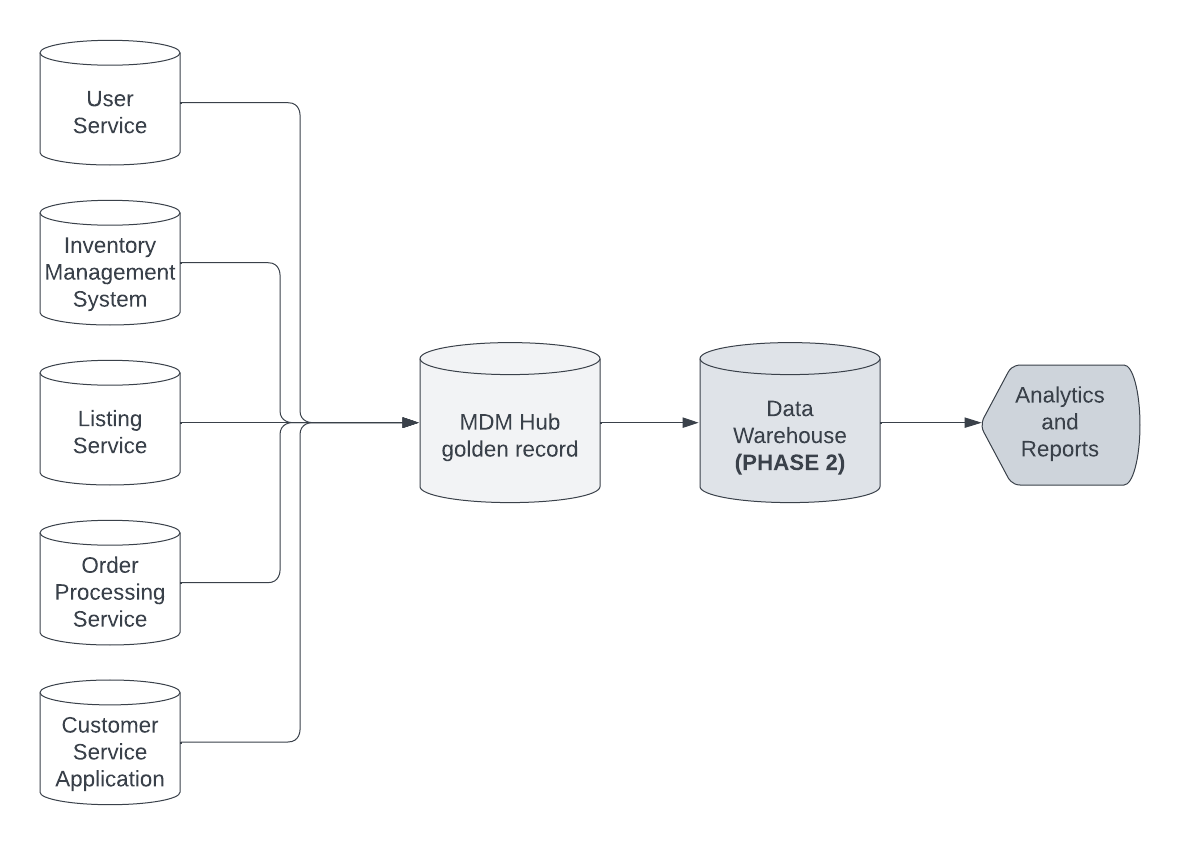 User
Service
Inventory
Management
System
Listing
Service
Order
Processing
Service
Customer
Service
Application
MDM Hub
golden record
Data
Warehouse
(PHASE 2)
Analytics
and
Reports